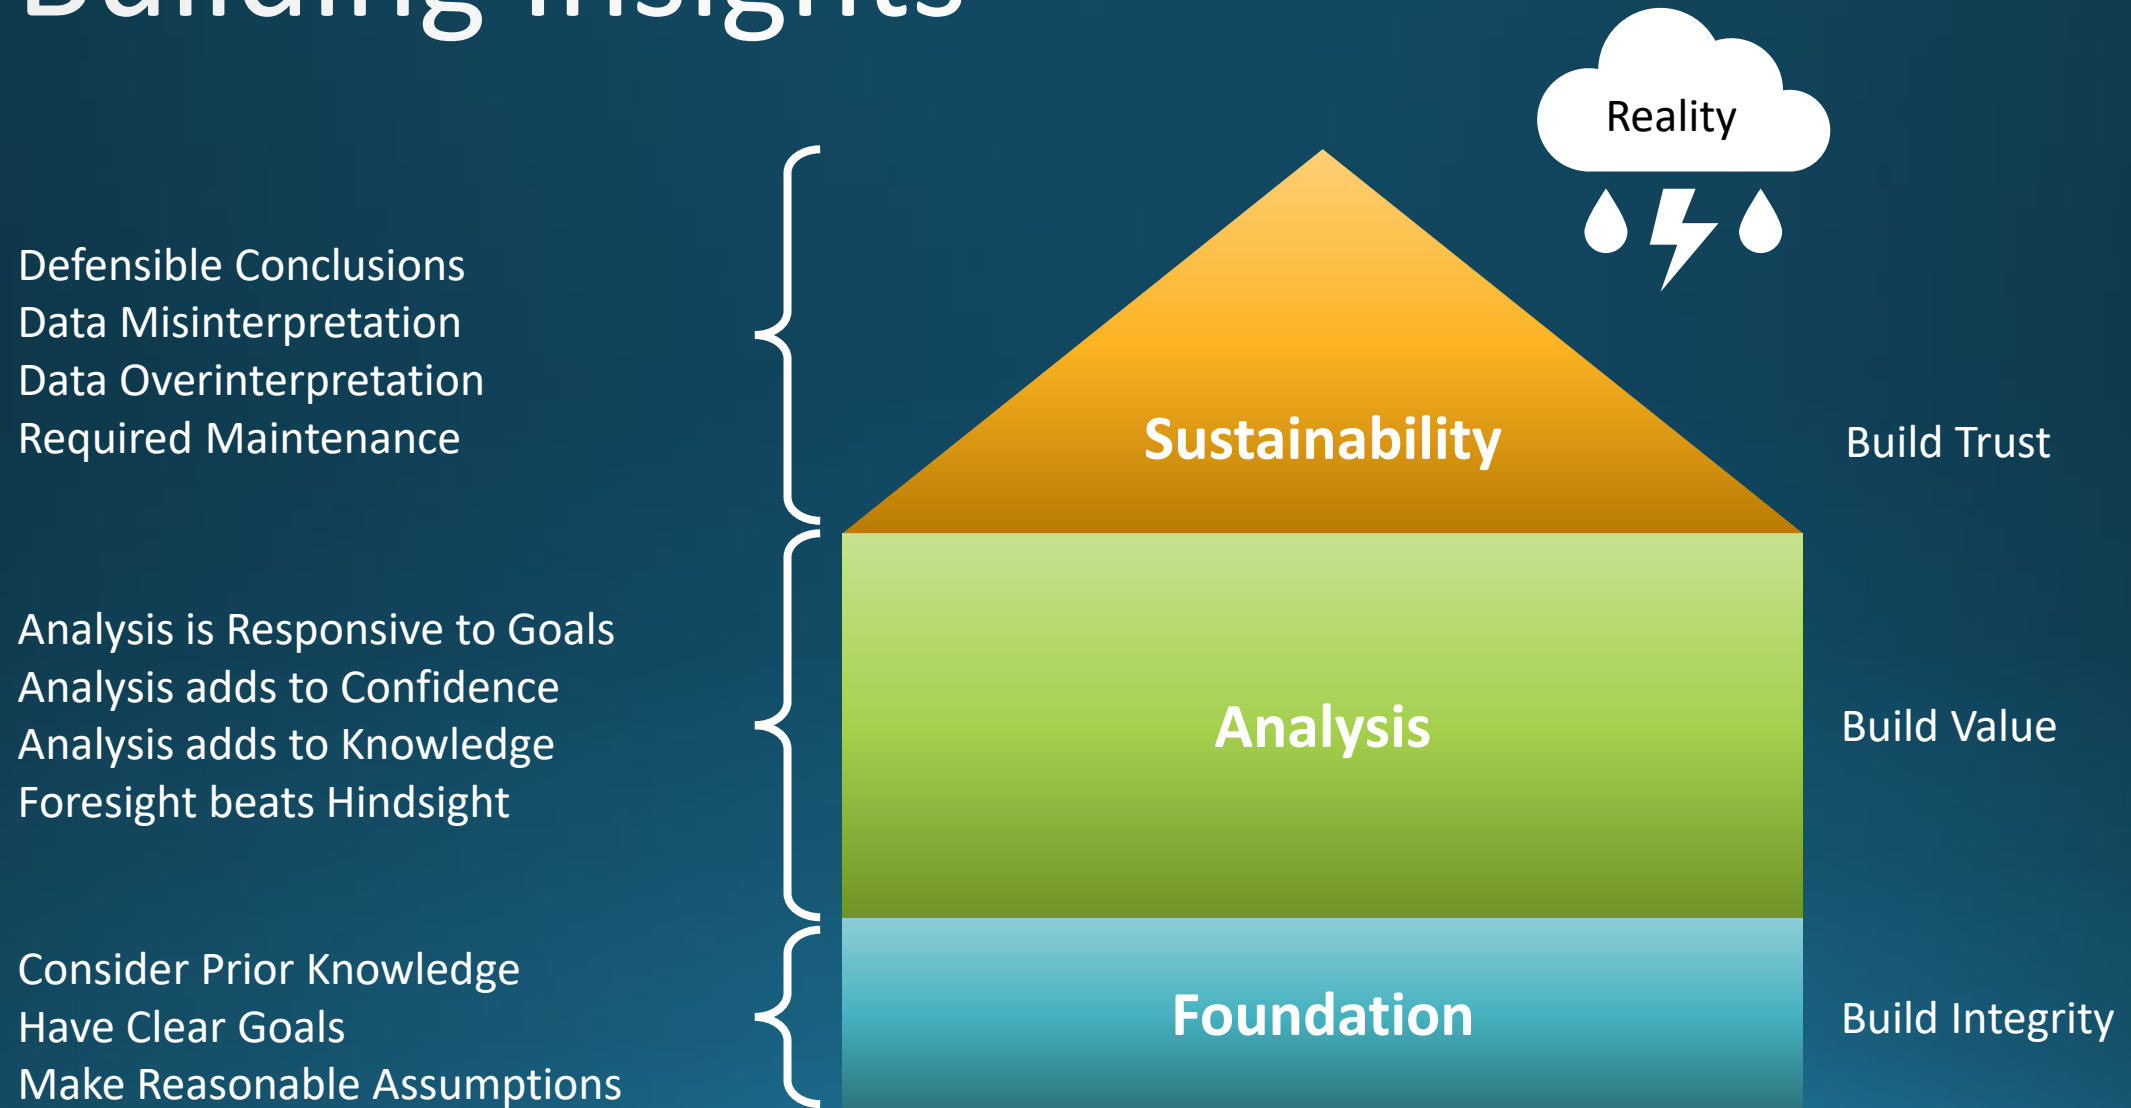 Building Insights
Reality
Defensible Conclusions
Data Misinterpretation
Data Overinterpretation
Required Maintenance
Sustainability
Build Trust
Analysis is Responsive to Goals
Analysis adds to Confidence
Analysis adds to Knowledge
Foresight beats Hindsight
Analysis
Build Value
Consider Prior Knowledge
Have Clear Goals
Make Reasonable Assumptions
Foundation
Build Integrity